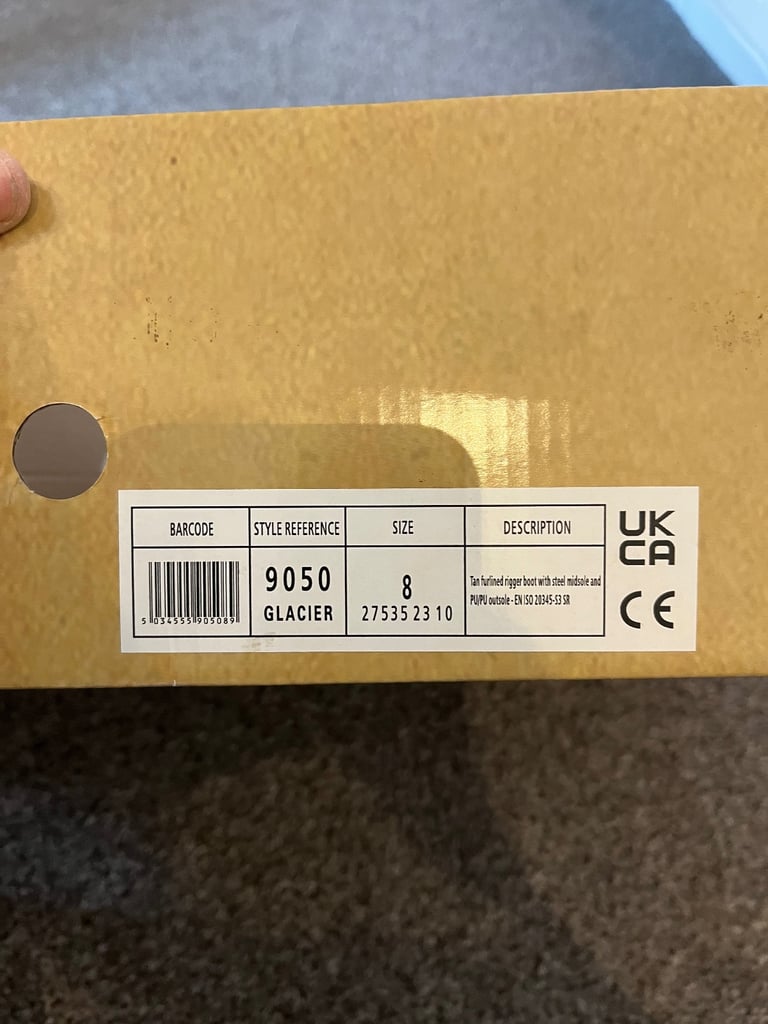 BARCODE STYLE REFERENCE SIZE DESCRIPTION
UK
CA
5 034555 905089
9050
GLACIER
8
27535 23 10
Tan furlined rigger boot with steel midsole and
PU/PU outsole - EN ISO 20345-S3 SR
CE